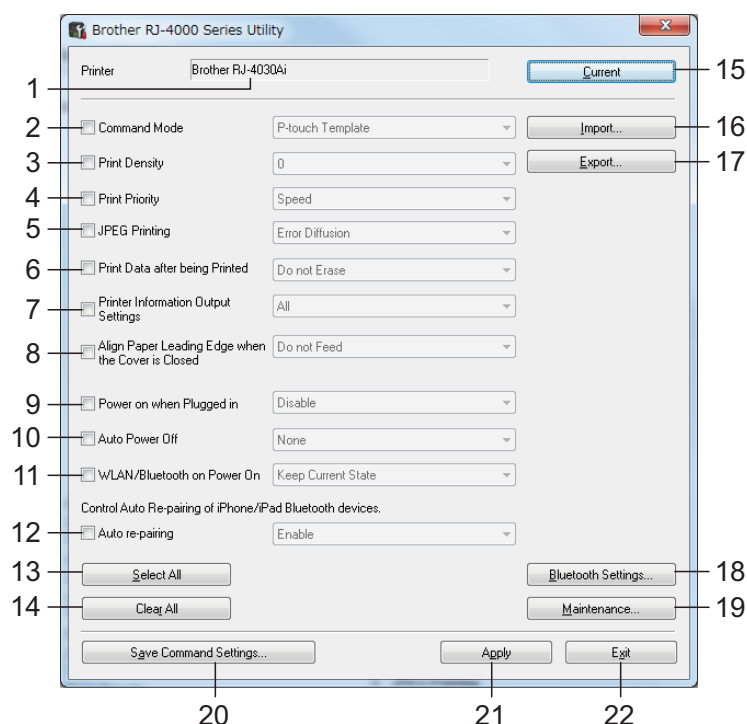 Brother RJ-4000 Series Utility
x
Printer Brother RJ-4030Ai Current 15
1
2 Command Mode P-touch Template Import... 16
3 Print Density 0 Export... 17
4 Print Priority Speed
5 JPEG Printing Error Diffusion
6 Print Data after being Printed Do not Erase
7 Printer Information Output All
Settings
8 Align Paper Leading Edge when Do not Feed
the Cover is Closed
9 Power on when Plugged in Disable
10 Auto Power Off None
11 WLAN/Bluetooth on Power On Keep Current State
Control Auto Re-pairing of iPhone/iPad Bluetooth devices.
12 Auto re-pairing Enable
13 Select All Bluetooth Settings... 18
14 Clear All Maintenance... 19
Save Command Settings... Apply Exit
20 21 22